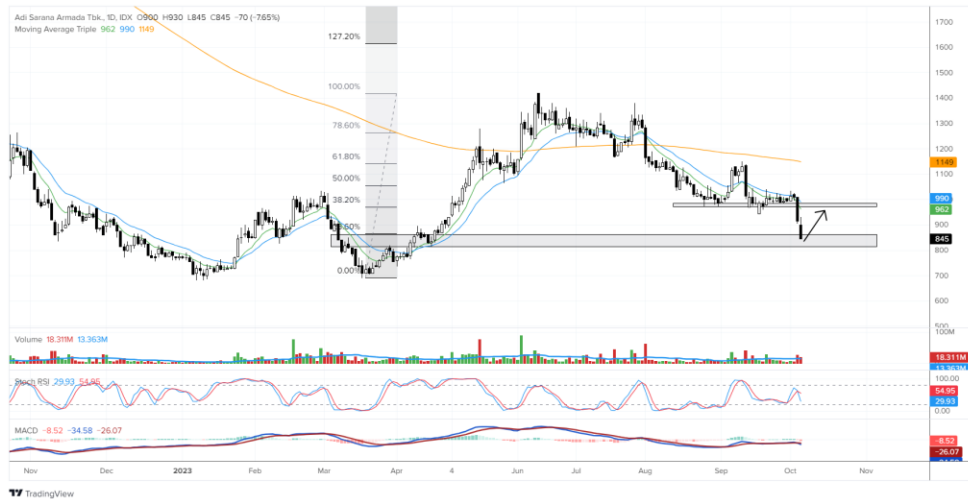 Adi Sarana Armada Tbk., 1D, IDX O900 H930 L845 C845 -70 (-7.65%)
Moving Average Triple 962 990 1149
127.20%
100.00%
78.60%
61.80%
50.00%
38.20%
0.00%
1700
1600
1500
1400
1300
1200
1149
990
962
900
845
800
700
600
500
Volume 18.311M 13.363M
100M
18.311M
13.363M
Stoch RSI 29.93 54.95
100.00
54.95
29.93
0.00
MACD -8.52 -34.58 -26.07
-8.52
-26.07
Nov Dec 2023 Feb Mar Apr 4 Jun Jul Aug Sep Oct Nov
TradingView